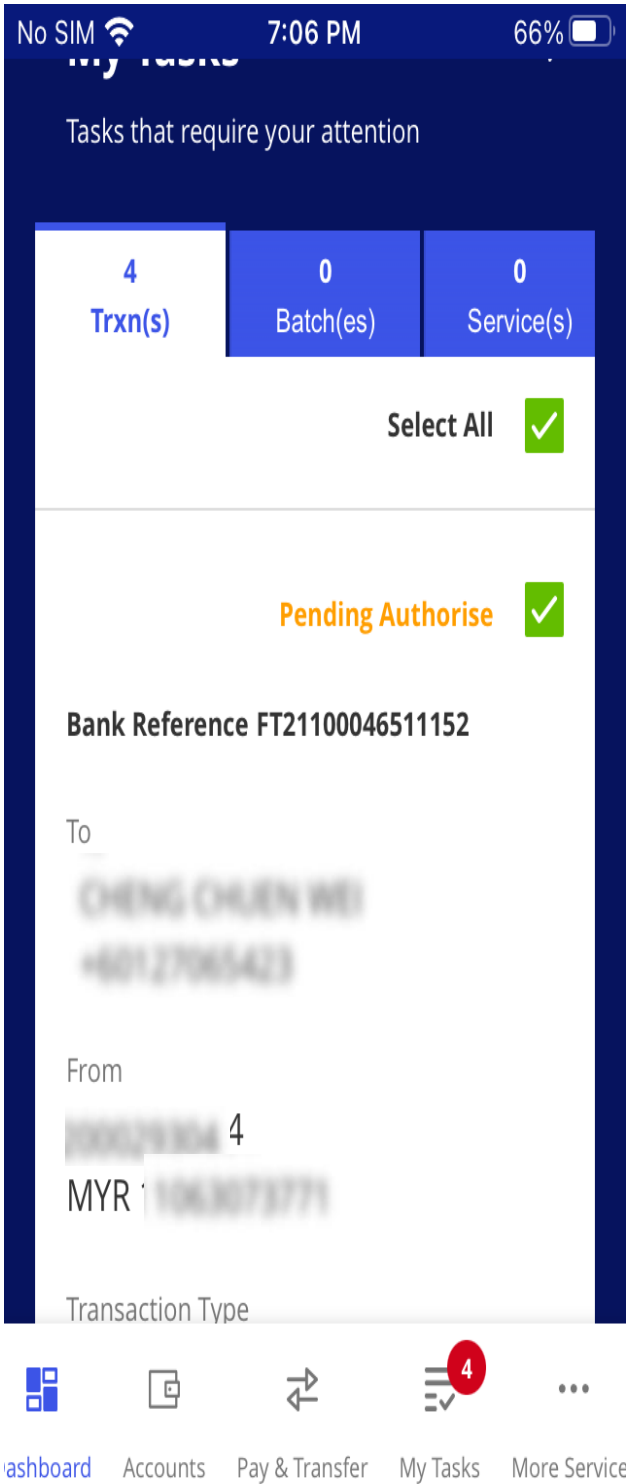 No SIM 7:06 PM 66%
My Tasks
Tasks that require your attention
4 0 0
Trxn(s) Batch(es) Service(s)
Select All
Pending Authorise
Bank Reference FT21100046511152
To
From
4
MYR
Transaction Type
4
ashboard Accounts Pay & Transfer My Tasks More Service